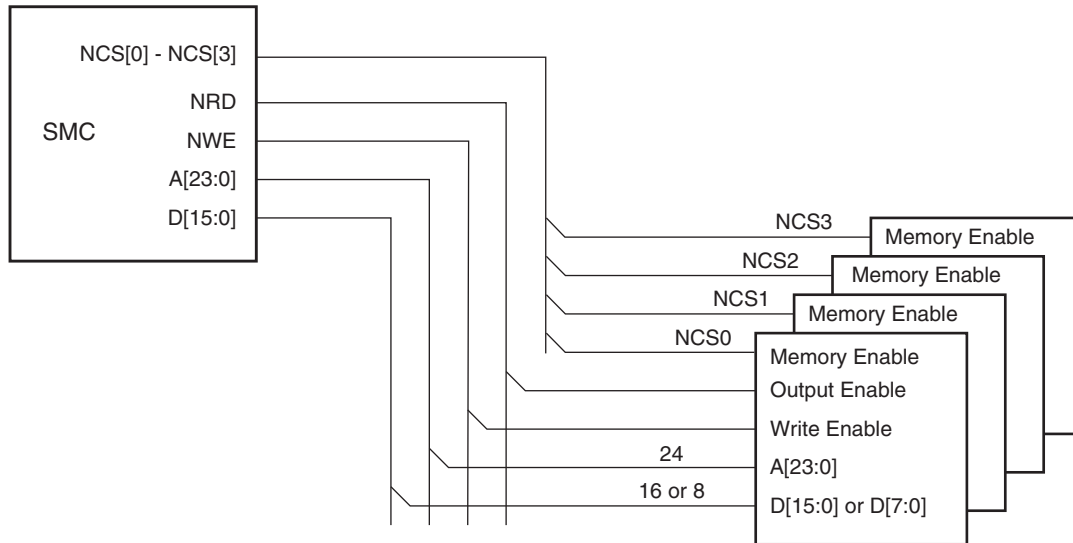 NCS[0] - NCS[3]
NRD
SMC
NWE
A[23:0]
D[15:0]
NCS3
Memory Enable
NCS2
Memory Enable
NCS1
Memory Enable
NCS0
Memory Enable
Output Enable
Write Enable
24
A[23:0]
16 or 8
D[15:0] or D[7:0]